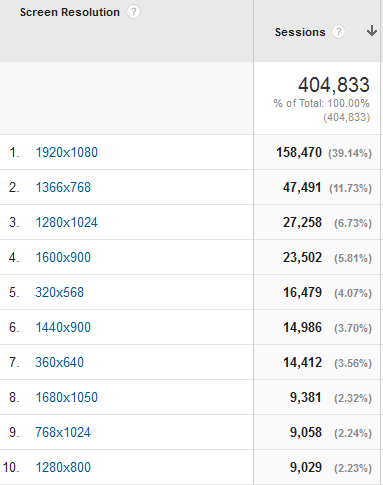 Screen Resolution ?
Sessions ?
404,833
% of Total: 100.00%
(404,833)
1. 1920x1080 158,470 (39.14%)
2. 1366x768 47,491 (11.73%)
3. 1280x1024 27,258 (6.73%)
4. 1600x900 23,502 (5.81%)
5. 320x568 16,479 (4.07%)
6. 1440x900 14,986 (3.70%)
7. 360x640 14,412 (3.56%)
8. 1680x1050 9,381 (2.32%)
9. 768x1024 9,058 (2.24%)
10. 1280x800 9,029 (2.23%)